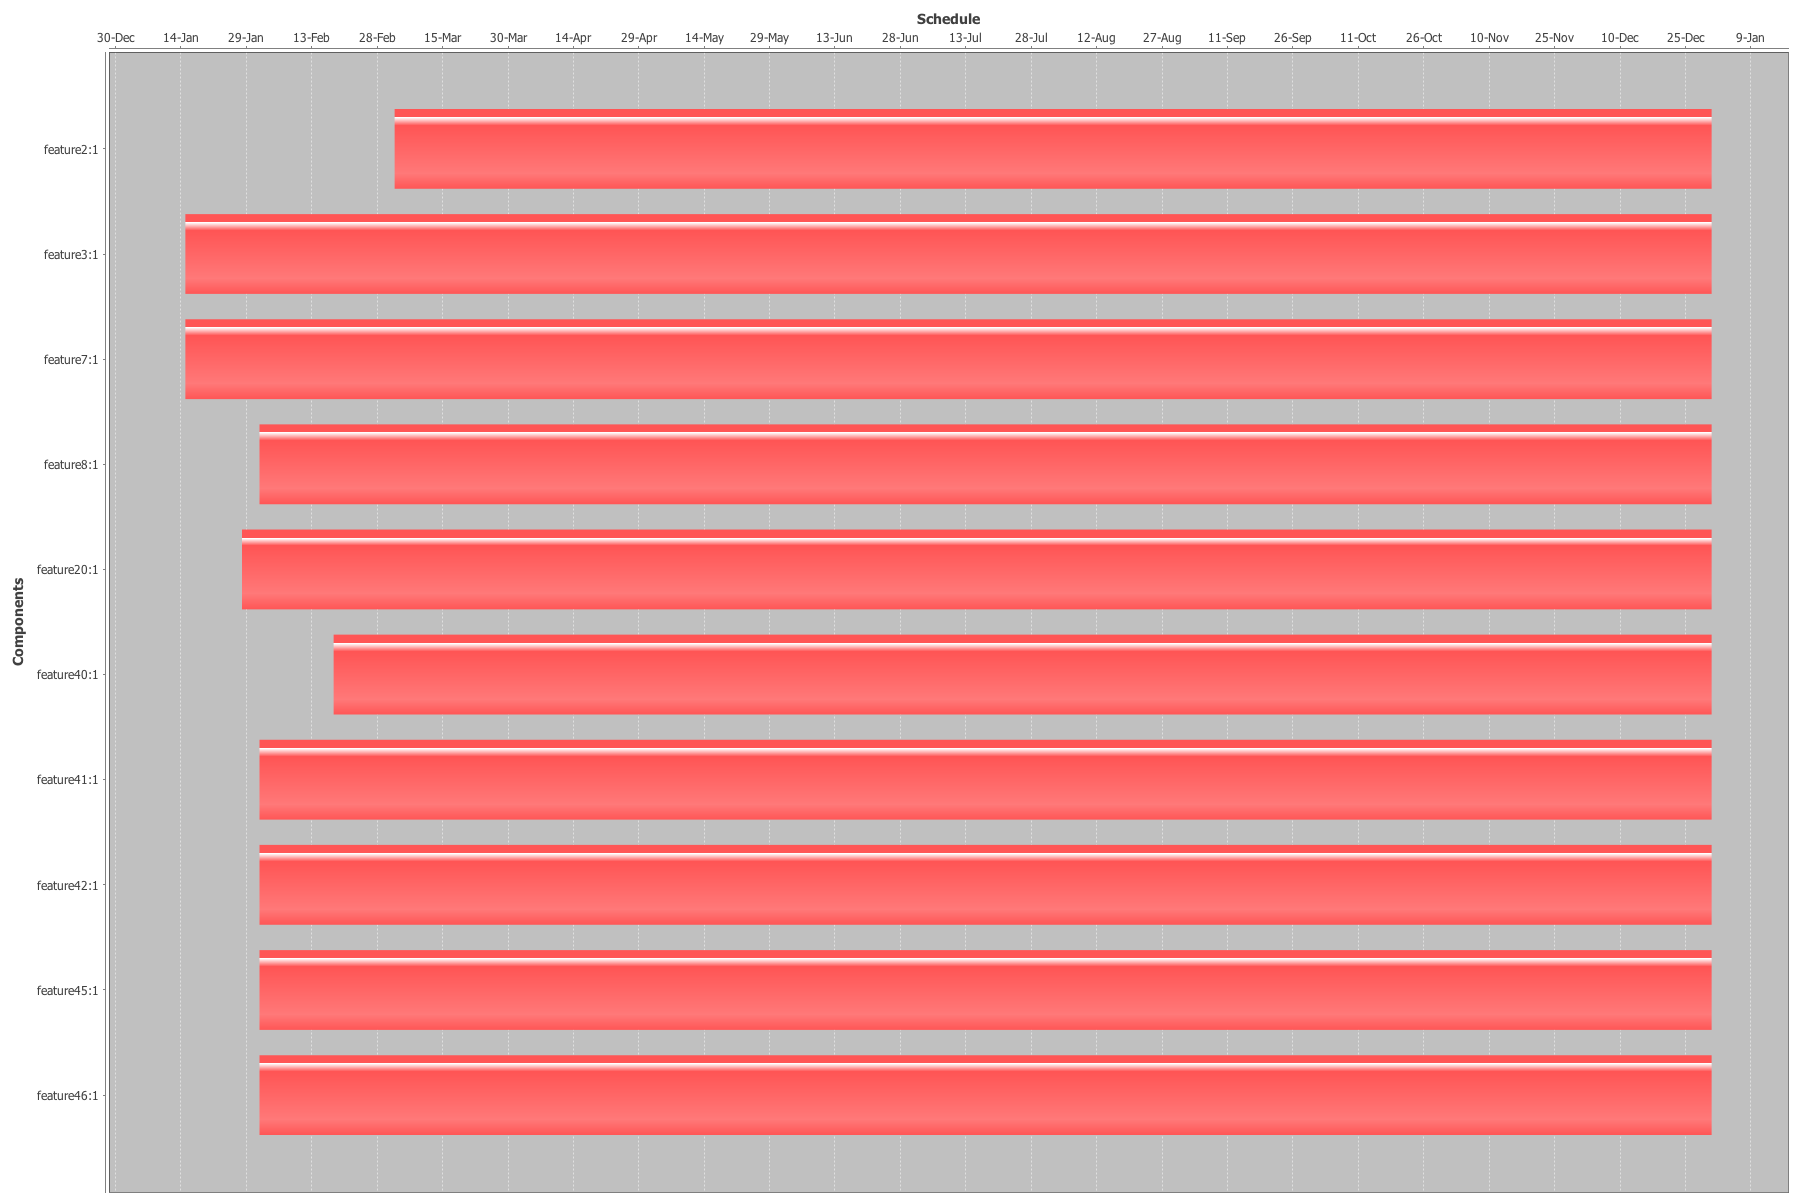 Schedule
30-Dec 14-Jan 29-Jan 13-Feb 28-Feb 15-Mar 30-Mar 14-Apr 29-Apr 14-May 29-May 13-Jun 28-Jun 13-Jul 28-Jul 12-Aug 27-Aug 11-Sep 26-Sep 11-Oct 26-Oct 10-Nov 25-Nov 10-Dec 25-Dec 9-Jan
Components
feature2:1
feature3:1
feature7:1
feature8:1
feature20:1
feature40:1
feature41:1
feature42:1
feature45:1
feature46:1